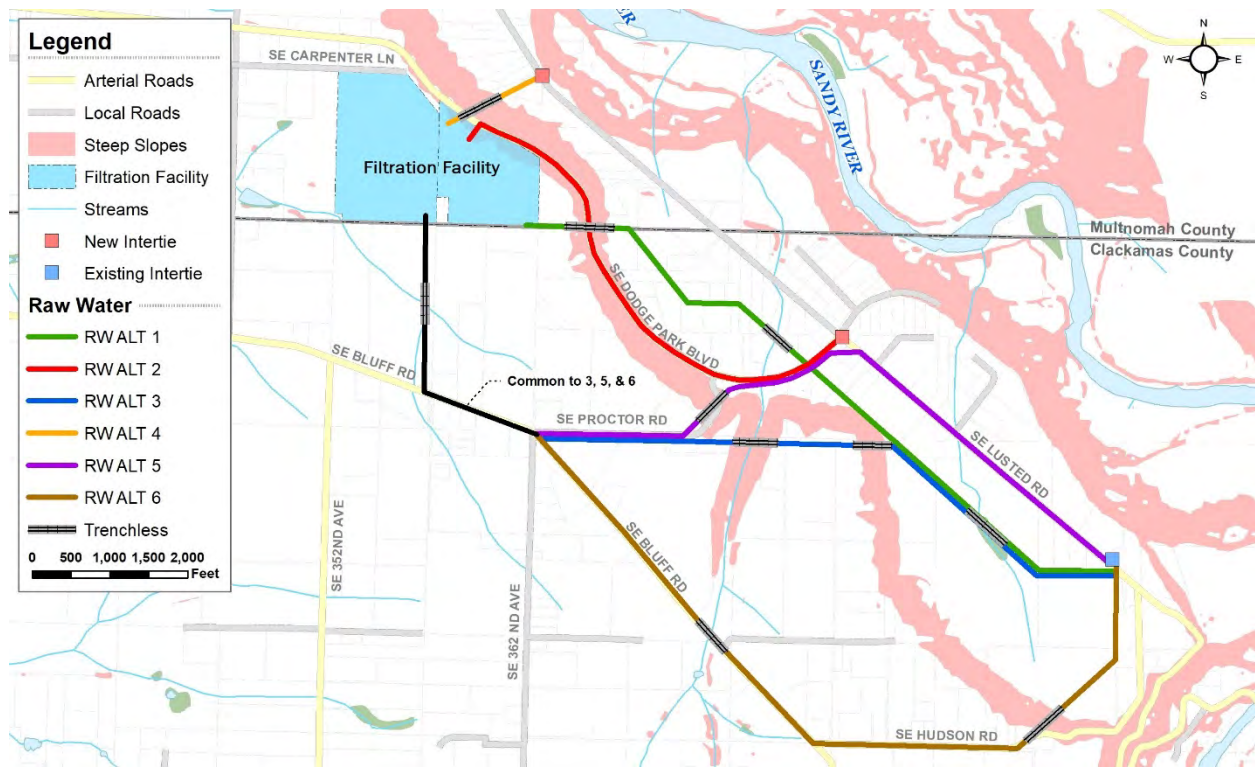 Legend
Arterial Roads
Local Roads
Steep Slopes
Filtration Facility
Streams
New Intertie
Existing Intertie
Raw Water
RW ALT 1
RW ALT 2
RW ALT 3
RW ALT 4
RW ALT 5
RW ALT 6
Trenchless
0 500 1,000 1,500 2,000
Feet
SE CARPENTER LN
Filtration Facility
SANDY RIVER
N
W E
S
Multnomah County
Clackamas County
SE DODGE PARK BLVD
SE BLUFF RD
Common to 3, 5, & 6
SE PROCTOR RD
SE LUSTED RD
SE 352ND AVE
SE 362 ND AVE
SE BLUFF RD
SE HUDSON RD